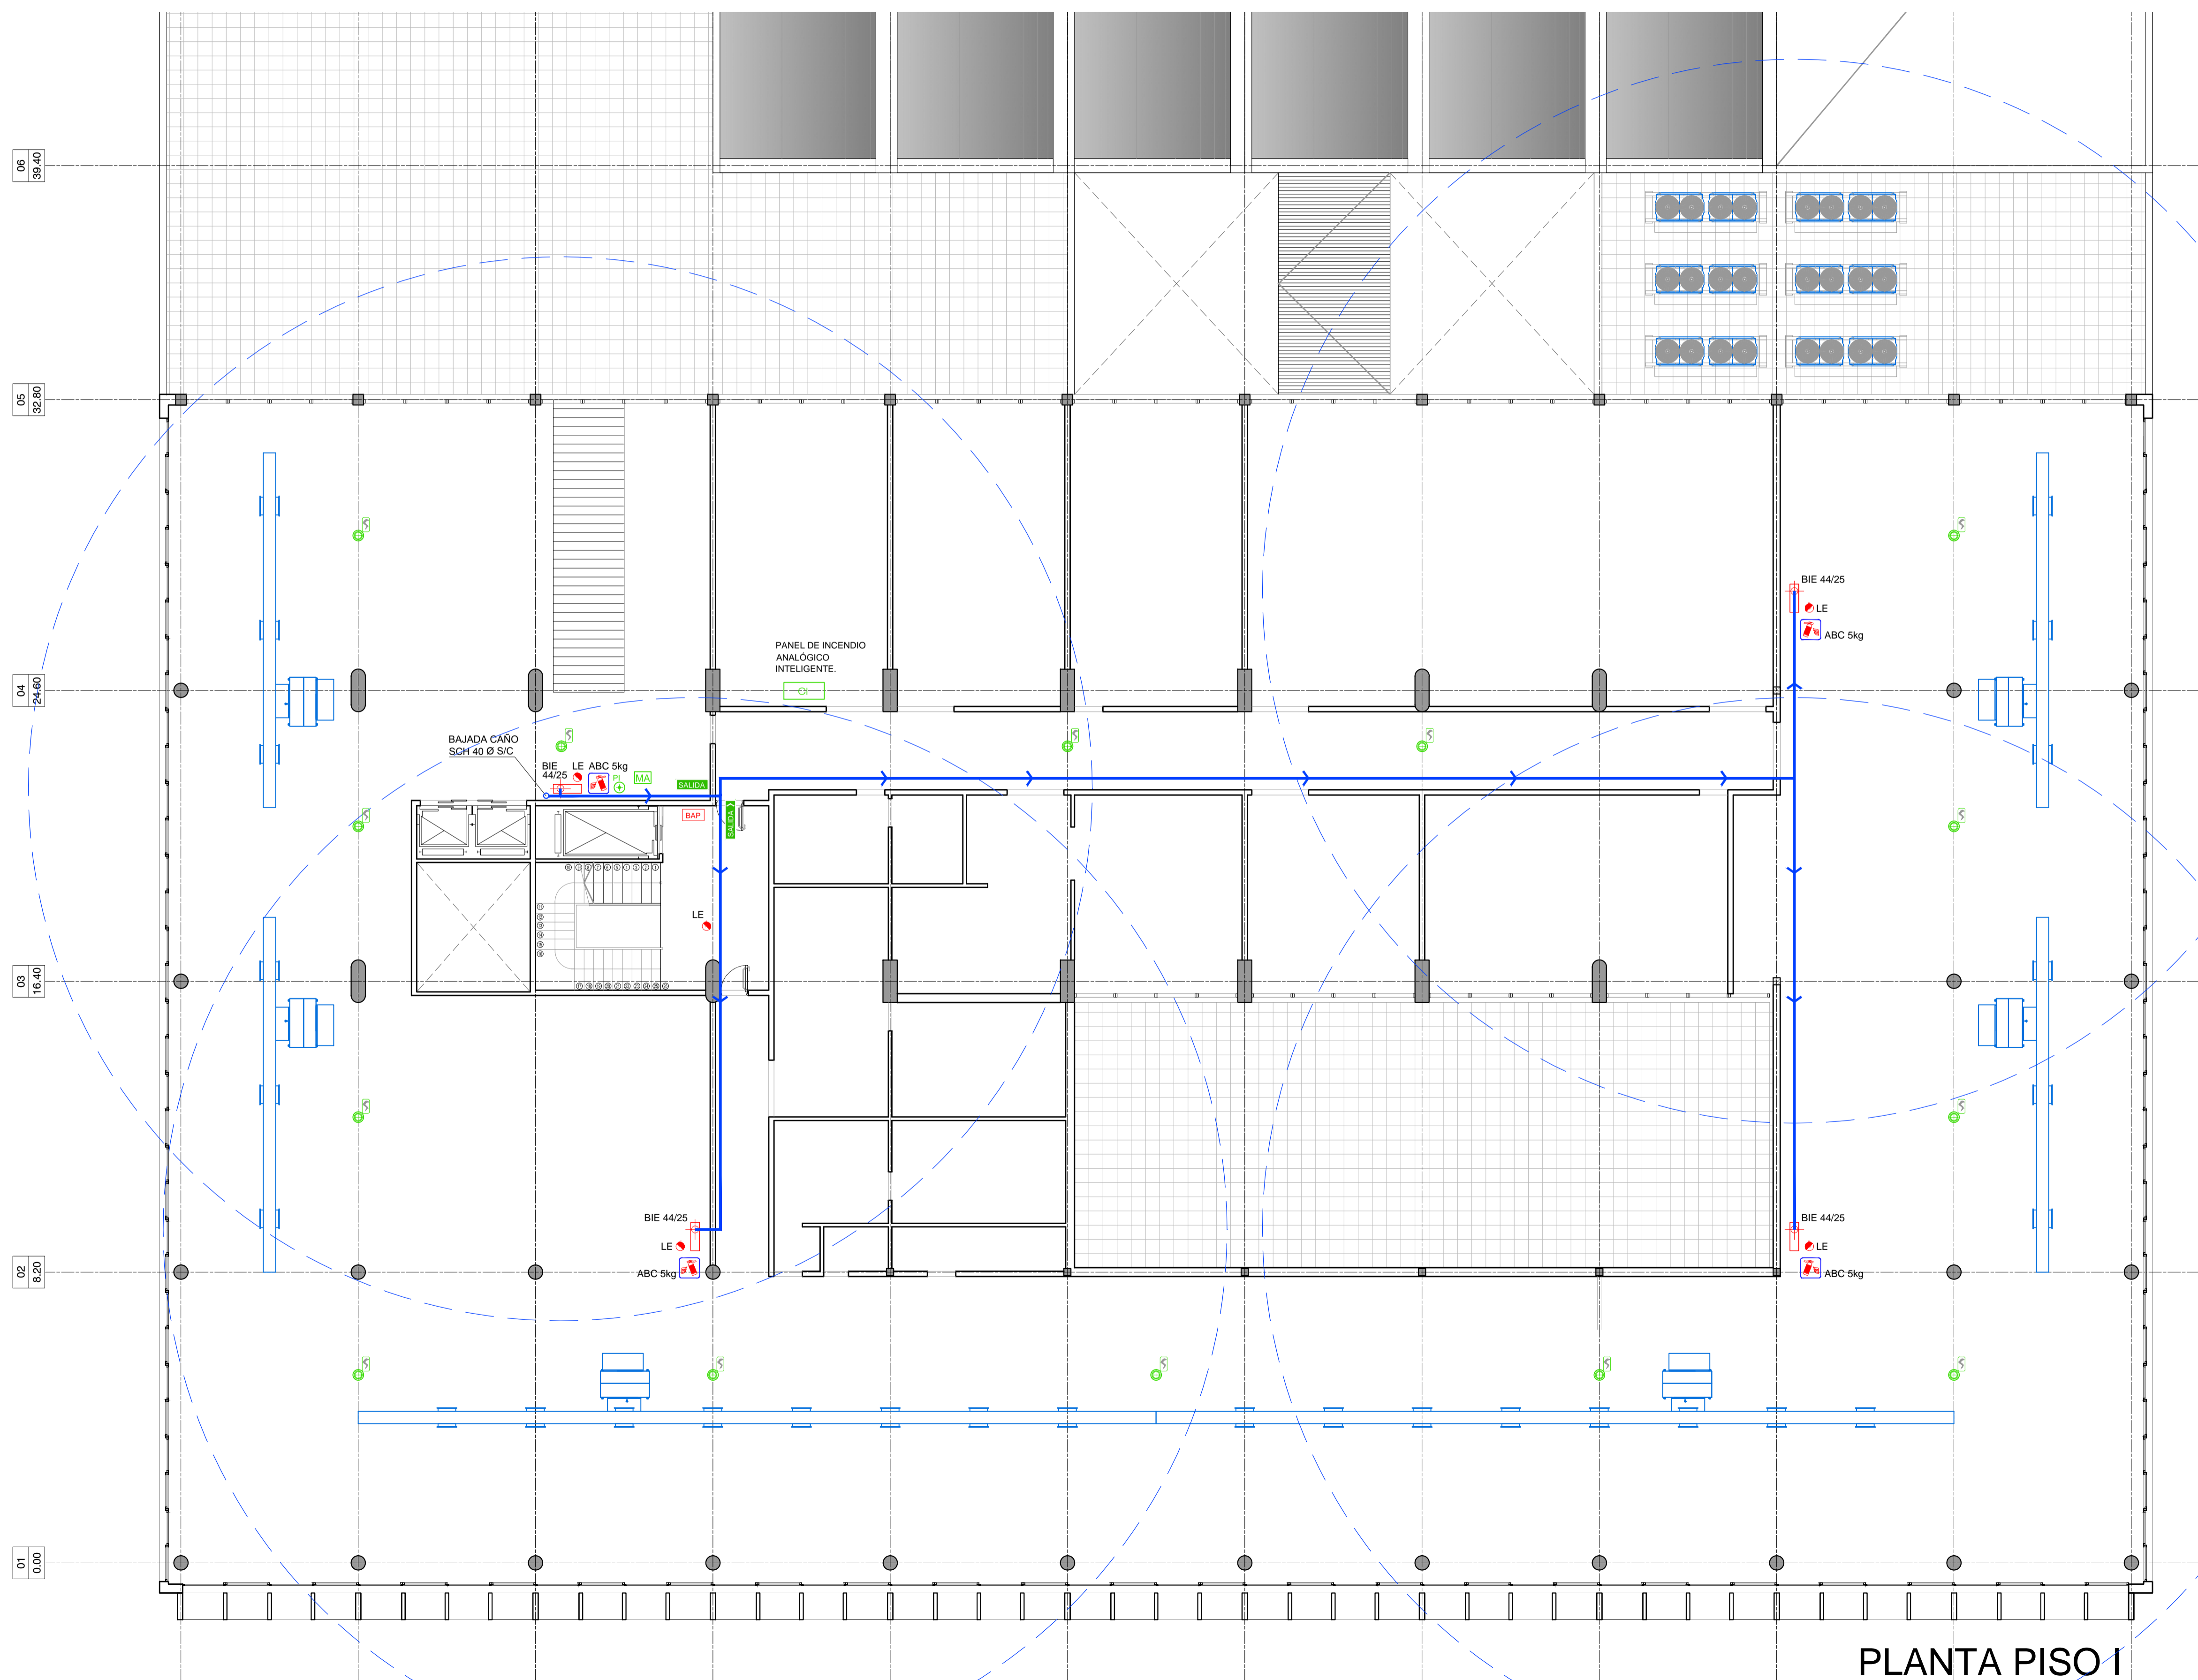 06
39.40
05
32.80
BIE 44/25
LE
ABC 5kg
PANEL DE INCENDIO
ANALÓGICO
INTELIGENTE.
CI
04
24.60
BAJADA CAÑO
SCH 40 Ø S/C
BIE
44/25
LE
ABC 5kg
PI
MA
SALIDA
BAP
SALIDA 2
LE
03
16.40
BIE 44/25
LE
ABC 5kg
BIE 44/25
LE
ABC 5kg
02
8.20
01
0.00
PLANTA PISO I